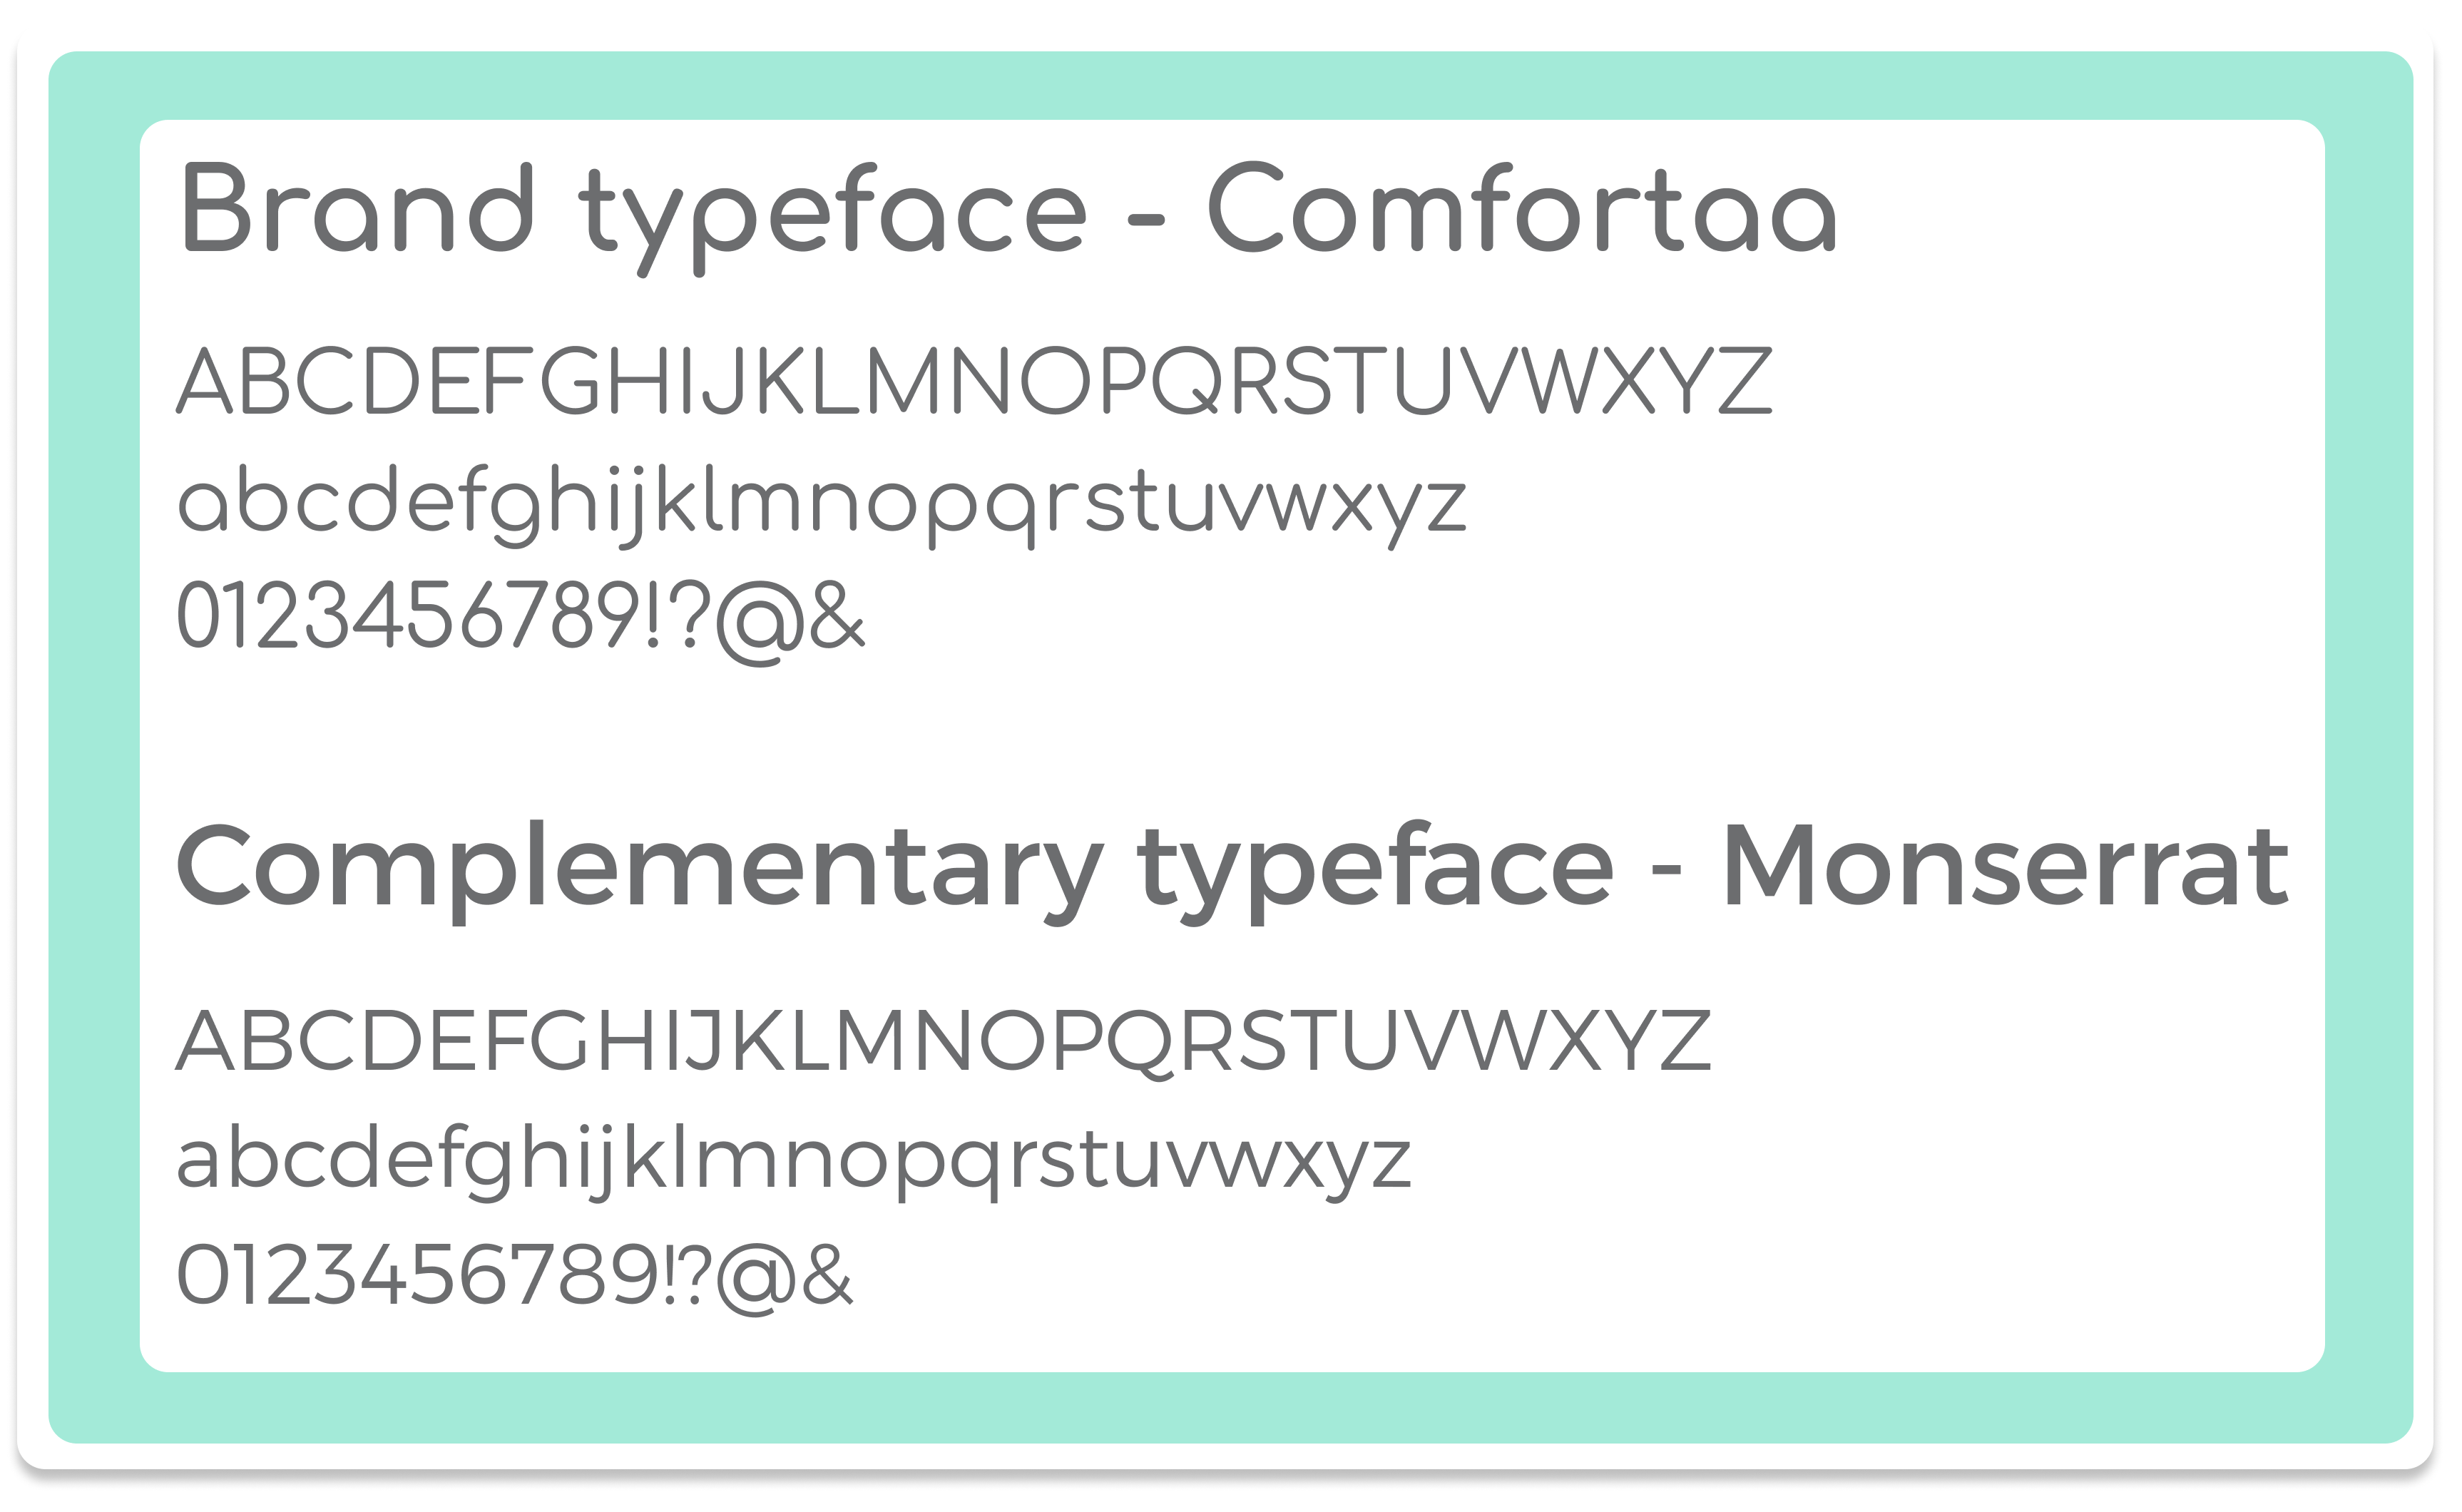 Brand typeface - Comfortaa
ABCDEFGHIJKLMNOPQRSTUVWXYZ
abcdefghijklmnopqrstuvwxyz
0123456789!?@&
Complementary typeface - Monserrat
ABCDEFGHIJKLMNOPQRSTUVWXYZ
abcdefghijklmnopqrstuvwxyz
0123456789!?@&